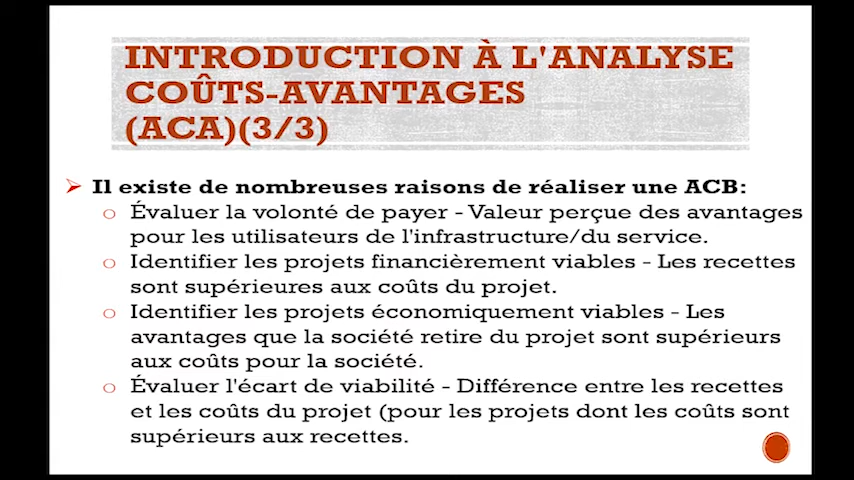 INTRODUCTION À L'ANALYSE
COÛTS-AVANTAGES
(ACA)(3/3)
Il existe de nombreuses raisons de réaliser une ACB:
Évaluer la volonté de payer - Valeur perçue des avantages
pour les utilisateurs de l'infrastructure/du service.
Identifier les projets financièrement viables - Les recettes
sont supérieures aux coûts du projet.
Identifier les projets économiquement viables - Les
avantages que la société retire du projet sont supérieurs
aux coûts pour la société.
Évaluer l'écart de viabilité - Différence entre les recettes
et les coûts du projet (pour les projets dont les coûts sont
supérieurs aux recettes.